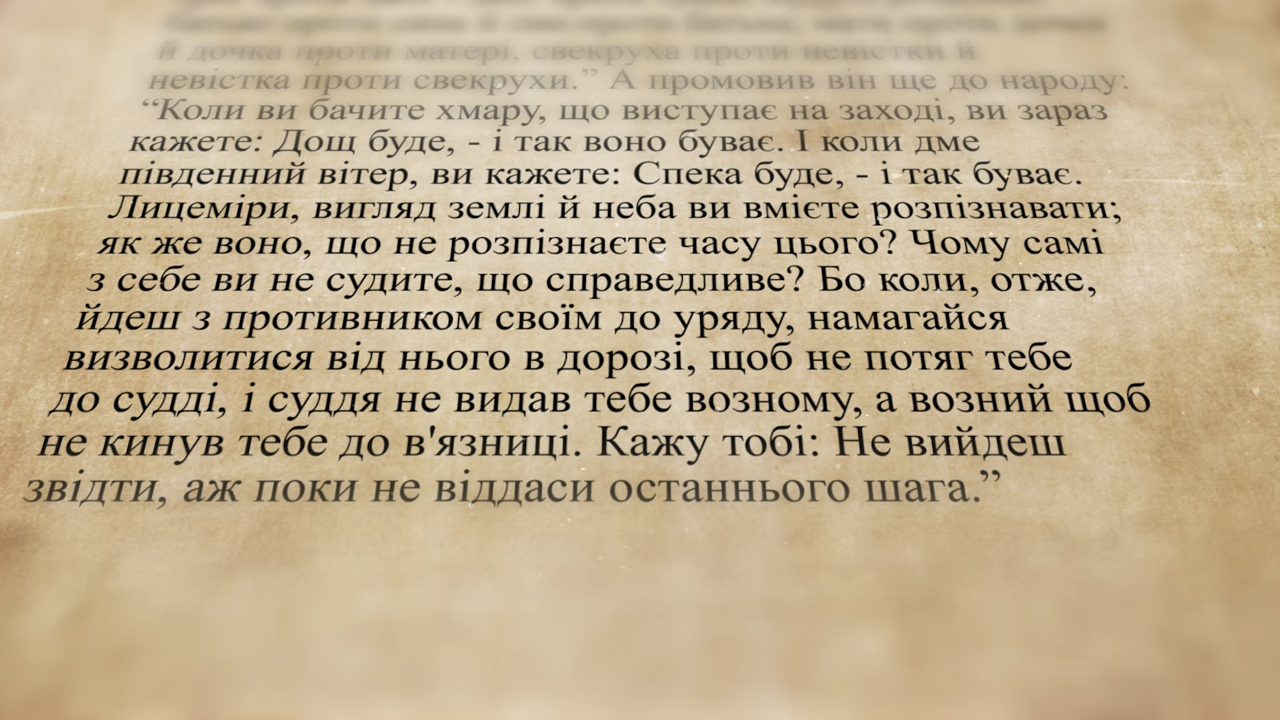 й дочка проти матері, свекруха проти невістки й
невістка проти свекрухи.” А промовив він ще до народу:
“Коли ви бачите хмару, що виступає на заході, ви зараз
кажете: Дощ буде, - і так воно буває. І коли дме
південний вітер, ви кажете: Спека буде, - і так буває.
Лицеміри, вигляд землі й неба ви вмієте розпізнавати;
як же воно, що не розпізнаєте часу цього? Чому самі
з себе ви не судите, що справедливе? Бо коли, отже,
йдеш з противником своїм до уряду, намагайся
визволитися від нього в дорозі, щоб не потяг тебе
до судді, і суддя не видав тебе возному, а возний щоб
не кинув тебе до в'язниці. Кажу тобі: Не вийдеш
звідти, аж поки не віддаси останнього шага.”